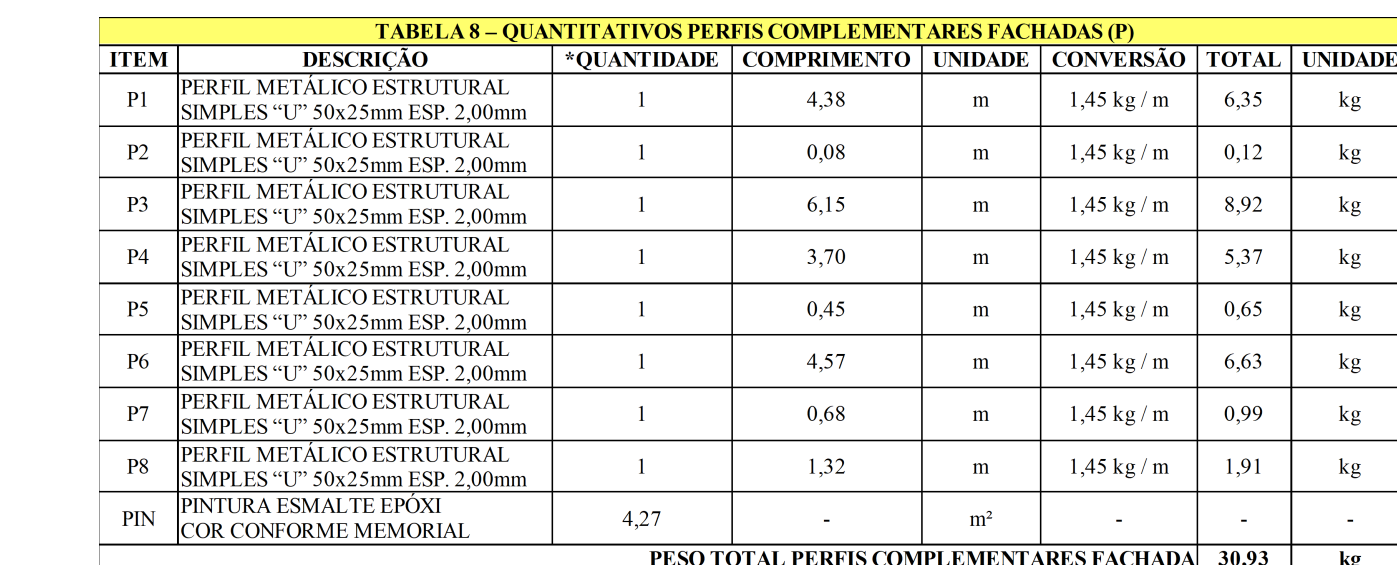 TABELA 8 – QUANTITATIVOS PERFIS COMPLEMENTARES FACHADAS (P)
ITEM DESCRIÇÃO *QUANTIDADE COMPRIMENTO UNIDADE CONVERSÃO TOTAL UNIDADE
P1 PERFIL METÁLICO ESTRUTURAL
SIMPLES “U” 50x25mm ESP. 2,00mm 1 4,38 m 1,45 kg / m 6,35 kg
P2 PERFIL METÁLICO ESTRUTURAL
SIMPLES “U” 50x25mm ESP. 2,00mm 1 0,08 m 1,45 kg / m 0,12 kg
P3 PERFIL METÁLICO ESTRUTURAL
SIMPLES “U” 50x25mm ESP. 2,00mm 1 6,15 m 1,45 kg / m 8,92 kg
P4 PERFIL METÁLICO ESTRUTURAL
SIMPLES “U” 50x25mm ESP. 2,00mm 1 3,70 m 1,45 kg / m 5,37 kg
P5 PERFIL METÁLICO ESTRUTURAL
SIMPLES “U” 50x25mm ESP. 2,00mm 1 0,45 m 1,45 kg / m 0,65 kg
P6 PERFIL METÁLICO ESTRUTURAL
SIMPLES “U” 50x25mm ESP. 2,00mm 1 4,57 m 1,45 kg / m 6,63 kg
P7 PERFIL METÁLICO ESTRUTURAL
SIMPLES “U” 50x25mm ESP. 2,00mm 1 0,68 m 1,45 kg / m 0,99 kg
P8 PERFIL METÁLICO ESTRUTURAL
SIMPLES “U” 50x25mm ESP. 2,00mm 1 1,32 m 1,45 kg / m 1,91 kg
PIN PINTURA ESMALTE EPÓXI
COR CONFORME MEMORIAL 4,27 - m² - - -
PESO TOTAL PERFIS COMPLEMENTARES FACHADA 30,93 kg